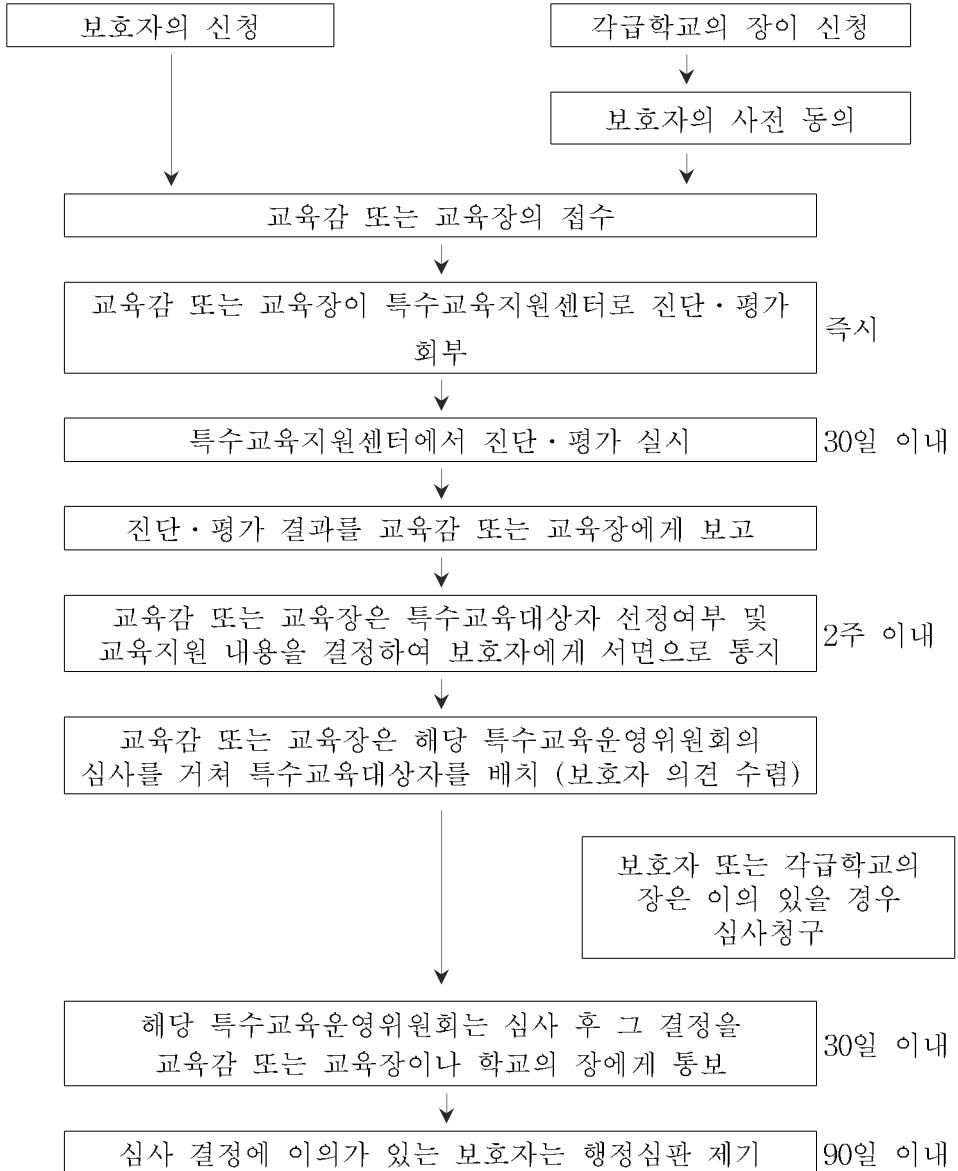 보호자의 신청
각급학교의 장이 신청
보호자의 사전 동의
교육감 또는 교육장의 접수
교육감 또는 교육장이 특수교육지원센터로 진단・평가
회부
즉시
특수교육지원센터에서 진단・평가 실시
30일 이내
진단・평가 결과를 교육감 또는 교육장에게 보고
교육감 또는 교육장은 특수교육대상자 선정여부 및
교육지원 내용을 결정하여 보호자에게 서면으로 통지
2주 이내
교육감 또는 교육장은 해당 특수교육운영위원회의
심사를 거쳐 특수교육대상자를 배치 (보호자 의견 수렴)
보호자 또는 각급학교의
장은 이의 있을 경우
심사청구
해당 특수교육운영위원회는 심사 후 그 결정을
교육감 또는 교육장이나 학교의 장에게 통보
30일 이내
심사 결정에 이의가 있는 보호자는 행정심판 제기
90일 이내